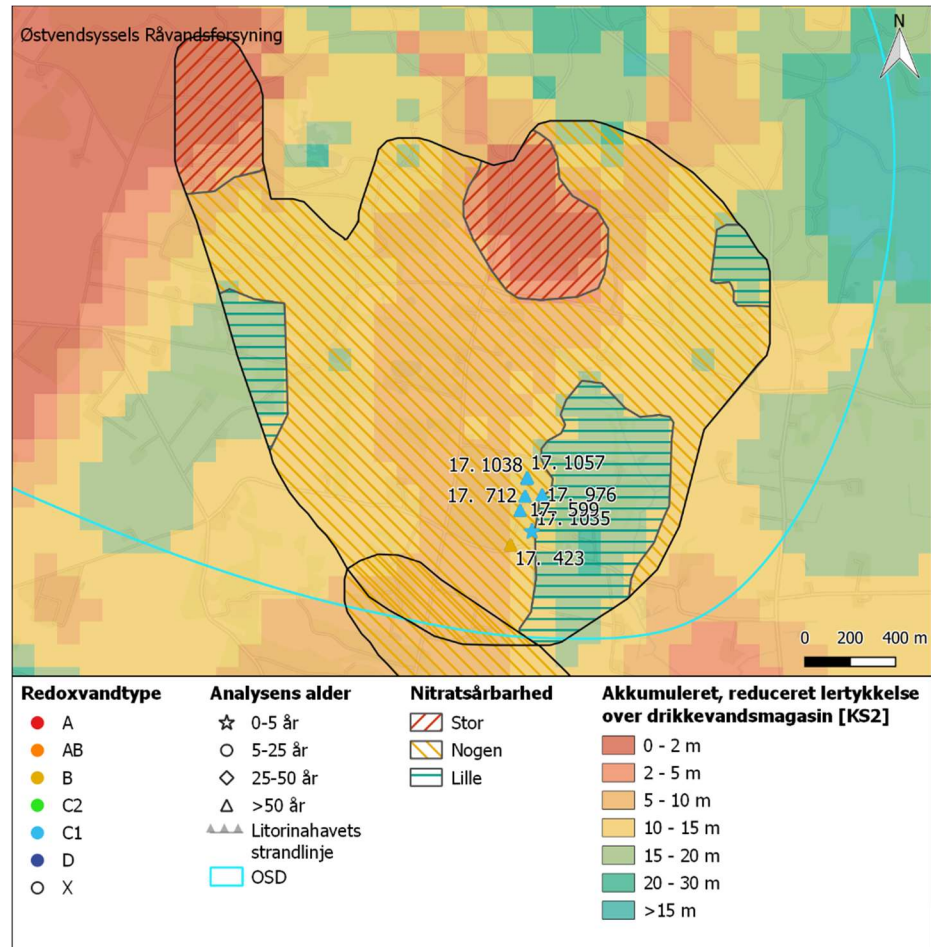 Østvendsyssels Råvandsforsyning
N
17. 1038 17. 1057
17. 712 17. 976
17. 599
17. 1035
17. 423
0 200 400 m
Redoxvandtype
A
AB
B
C2
C1
D
X
Analysens alder
0-5 år
5-25 år
25-50 år
>50 år
Litorinahavets
strandlinje
OSD
Nitratsårbarhed
Stor
Nogen
Lille
Akkumuleret, reduceret lertykkelse
over drikkevandsmagasin [KS2]
0 - 2 m
2 - 5 m
5 - 10 m
10 - 15 m
15 - 20 m
20 - 30 m
>15 m